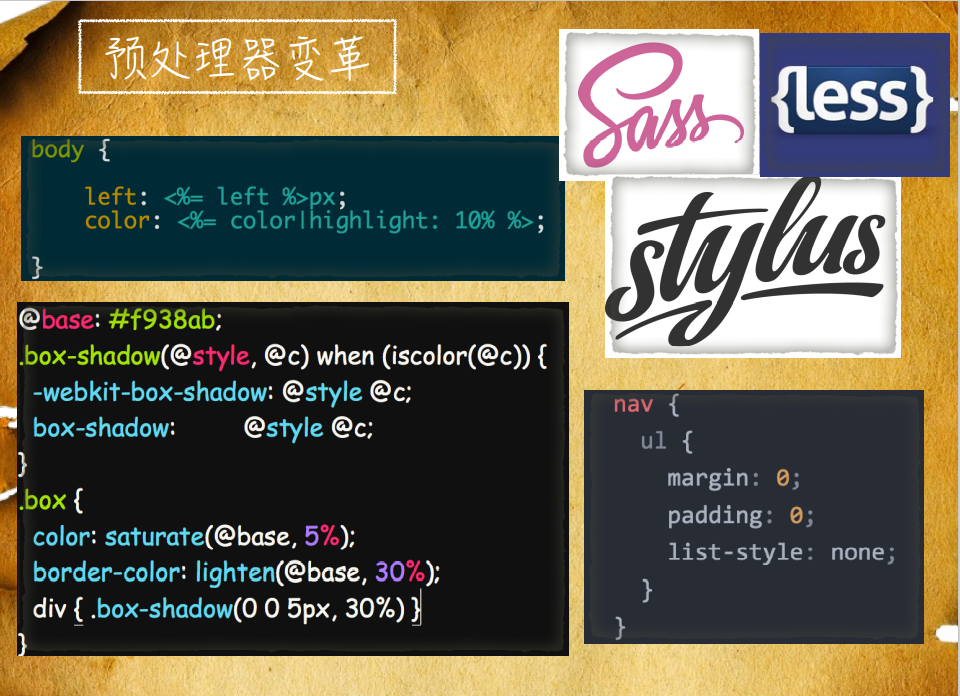 预处理器变革
Sass
{less}
stylus
body {
left: <%= left %>px;
color: <%= color|highlight: 10% %>;
}
@base: #f938ab;
.box-shadow(@style, @c) when (iscolor(@c)) {
-webkit-box-shadow: @style @c;
box-shadow: @style @c;
}
.box {
color: saturate(@base, 5%);
border-color: lighten(@base, 30%);
div { .box-shadow(0 0 5px, 30%) }
}
nav {
ul {
margin: 0;
padding: 0;
list-style: none;
}
}